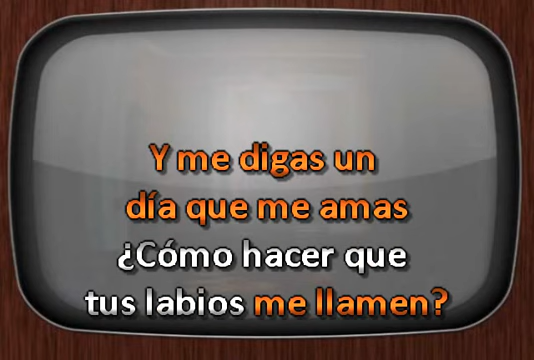 Y me digas un
día que me amas
¿Cómo hacer que
tus labios me llamen?